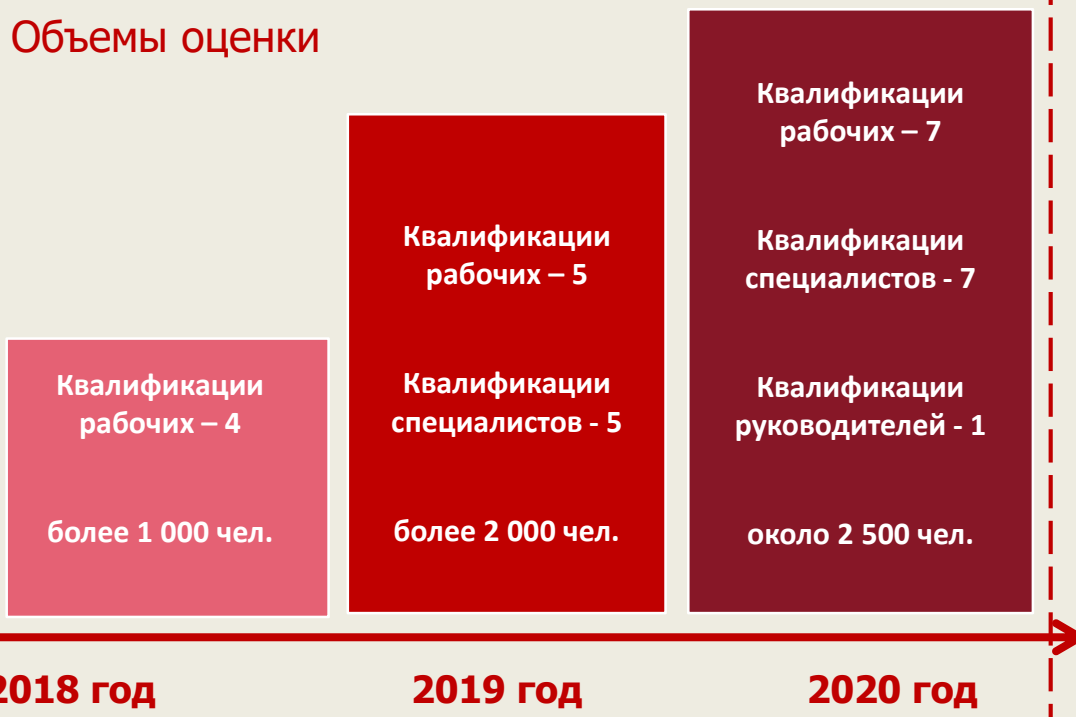 Объемы оценки
Квалификации
рабочих – 4
более 1 000 чел.
Квалификации
рабочих – 5
Квалификации
специалистов - 5
более 2 000 чел.
Квалификации
рабочих – 7
Квалификации
специалистов - 7
Квалификации
руководителей - 1
около 2 500 чел.
2018 год
2019 год
2020 год